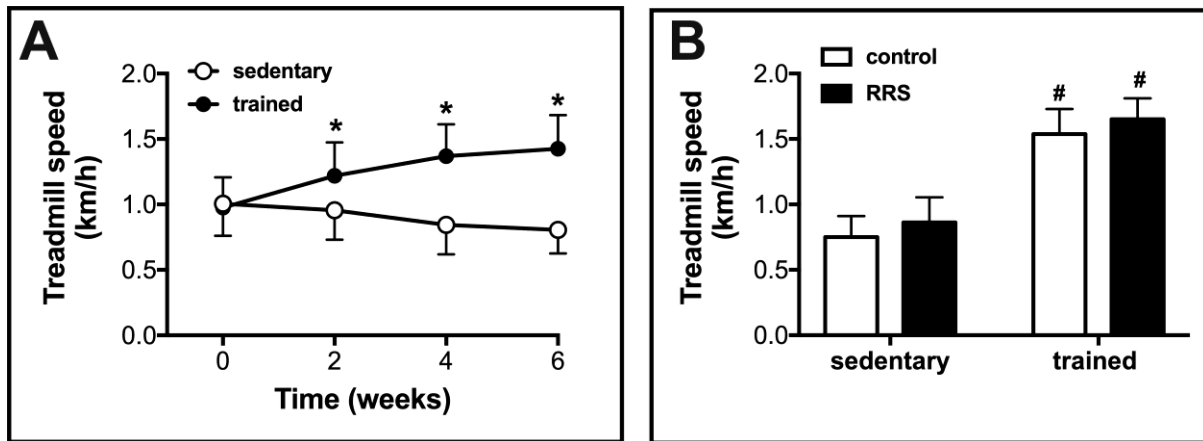 A
sedentary
trained
2.0
1.5
1.0
0.5
0.0
* * *
0 2 4 6
Time (weeks)
Treadmill speed
(km/h)
B
control
RRS
2.0
1.5
1.0
0.5
0.0
# #
sedentary trained
Treadmill speed
(km/h)